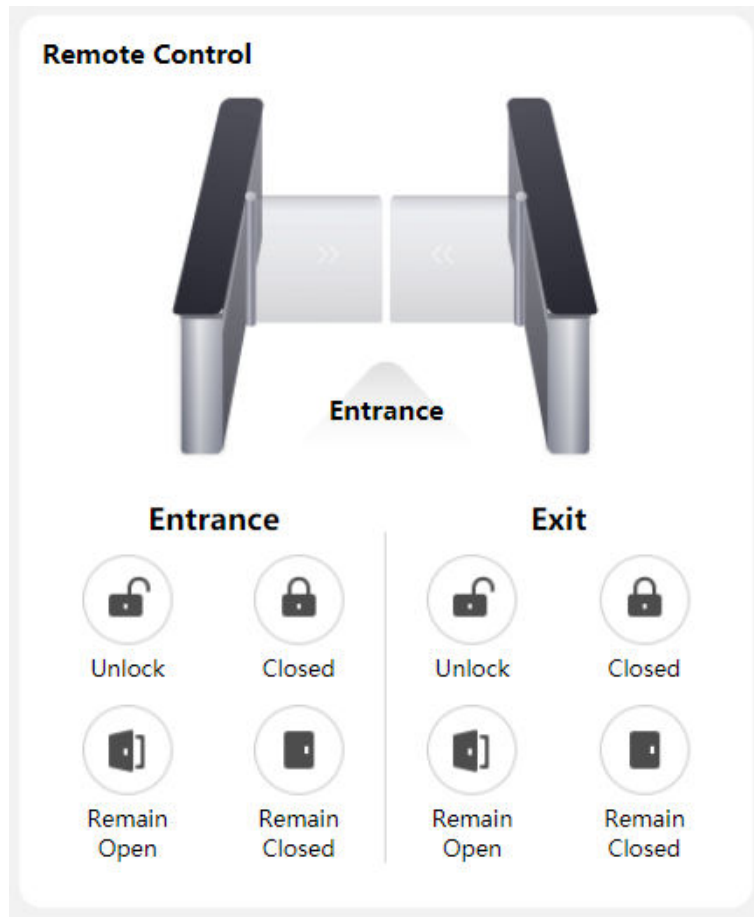 Remote Control
Entrance
Entrance
Exit
Unlock
Closed
Unlock
Closed
Remain
Open
Remain
Closed
Remain
Open
Remain
Closed